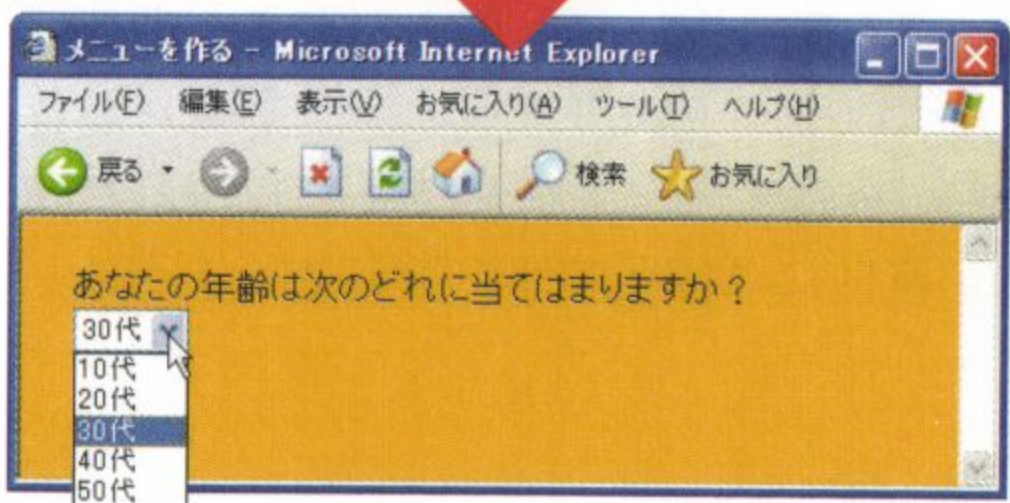 メニューを作る - Microsoft Internet Explorer
ファイル(F) 編集(E) 表示(V) お気に入り(A) ツール(T) ヘルプ(H)
戻る 検索 お気に入り
あなたの年齢は次のどれに当てはまりますか？
30代
10代
20代
30代
40代
50代